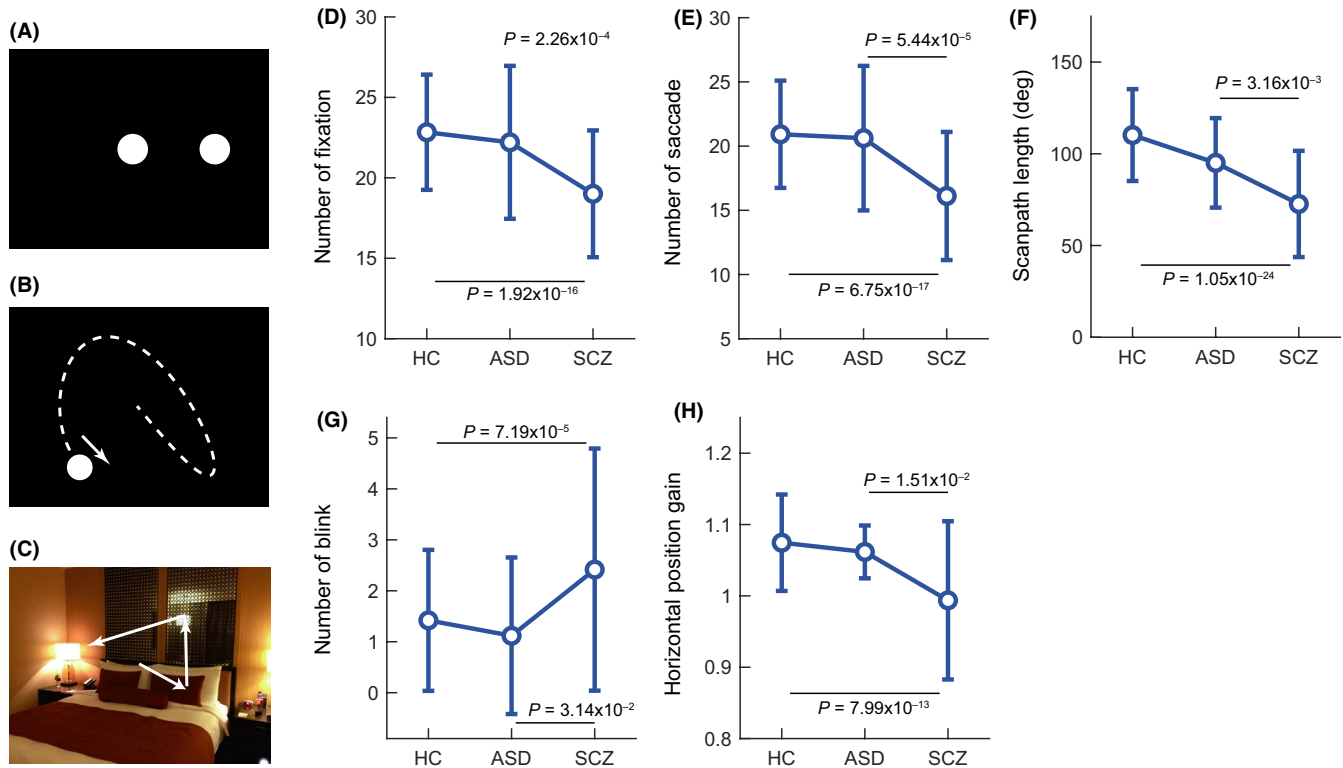 (A)
(B)
(C)
(D)
P = 2.26x10⁻⁴
30
25
20
15
10
Number of fixation
P = 1.92x10⁻¹⁶
HC ASD SCZ
(E)
P = 5.44x10⁻⁵
30
25
20
15
10
5
Number of saccade
P = 6.75x10⁻¹⁷
HC ASD SCZ
(F)
150
100
50
0
Scanpath length (deg)
P = 3.16x10⁻³
P = 1.05x10⁻²⁴
HC ASD SCZ
(G)
P = 7.19x10⁻⁵
5
4
3
2
1
0
Number of blink
P = 3.14x10⁻²
HC ASD SCZ
(H)
1.2
1.1
1
0.9
0.8
Horizontal position gain
P = 1.51x10⁻²
P = 7.99x10⁻¹³
HC ASD SCZ